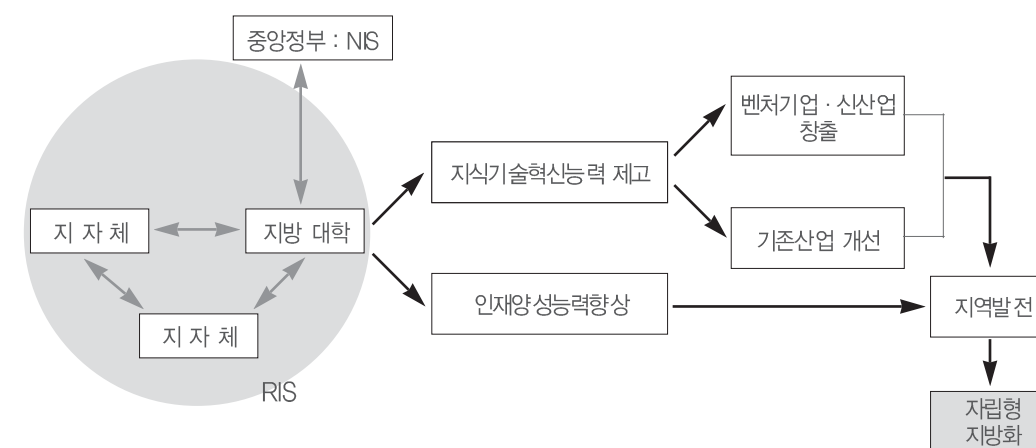 중앙정부 : NIS
벤처기업 · 신산업
창출
지식기술혁신능력 제고
지 자 체
지방 대학
기존산업 개선
인재양성능력향상
지역발전
지 자 체
RIS
자립형
지방화